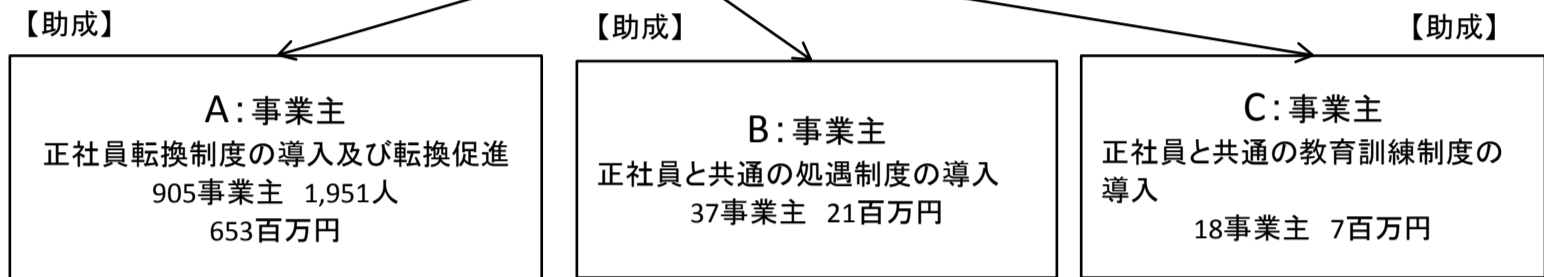 【助成】
A:事業主
正社員転換制度の導入及び転換促進
905事業主 1,951人
653百万円
【助成】
B:事業主
正社員と共通の処遇制度の導入
37事業主 21百万円
【助成】
C:事業主
正社員と共通の教育訓練制度の
導入
18事業主 7百万円